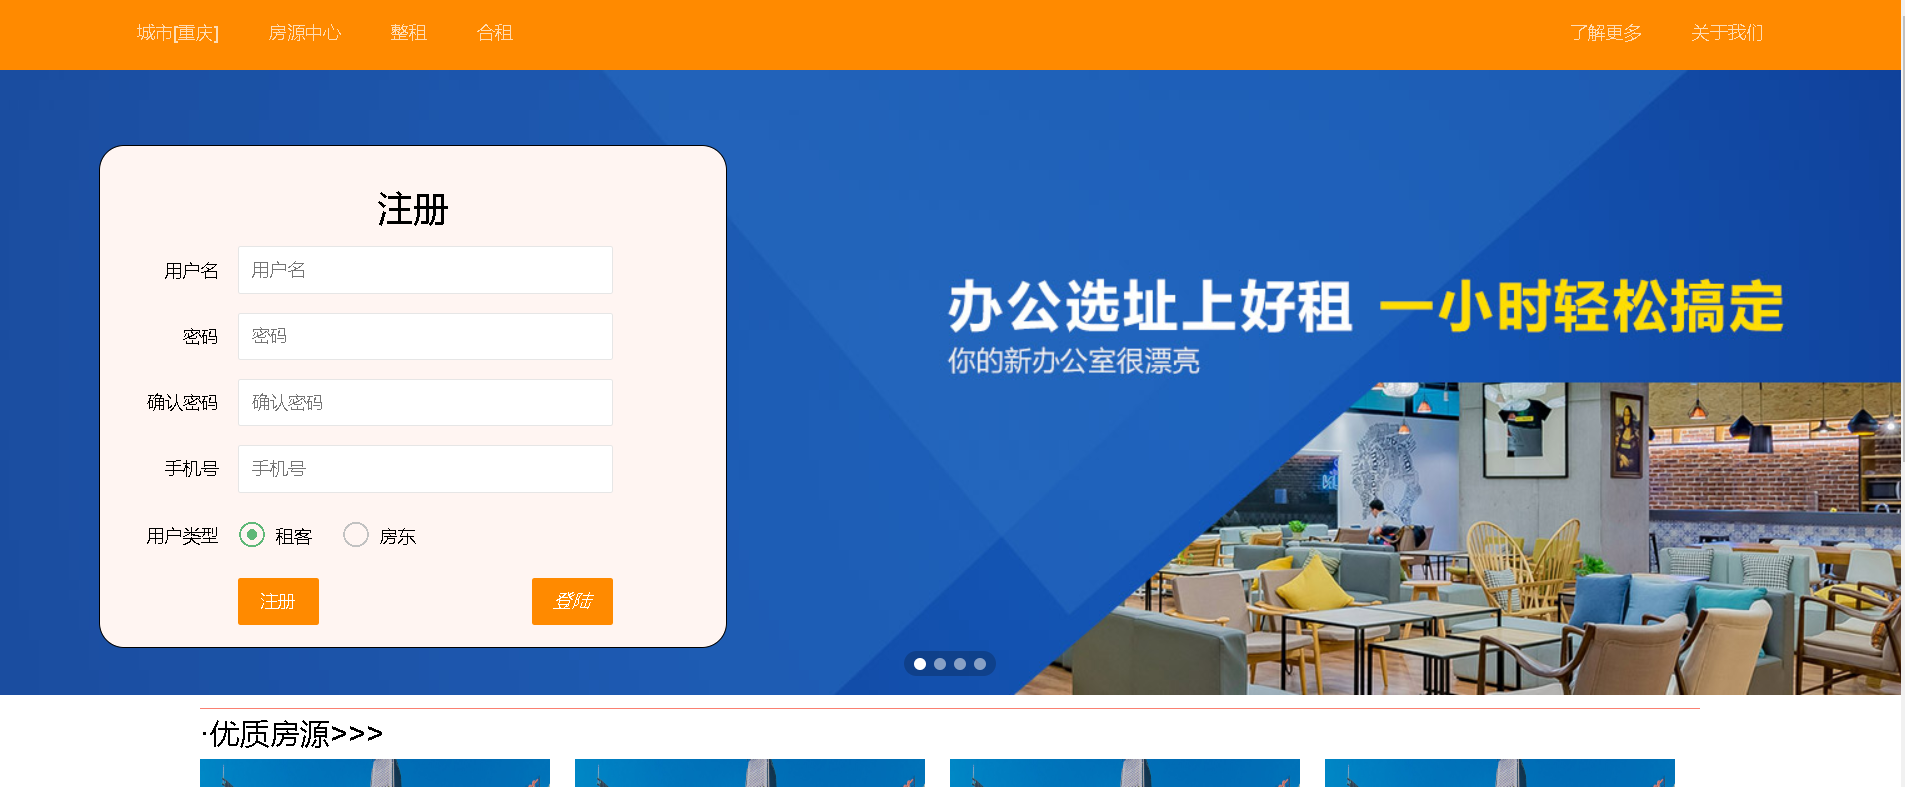 城市[重庆] 房源中心 整租 合租 了解更多 关于我们
注册
用户名 用户名
密码 密码
确认密码 确认密码
手机号 手机号
用户类型 租客 房东
注册 登陆
办公选址上好租 一小时轻松搞定
你的新办公室很漂亮
·优质房源>>>